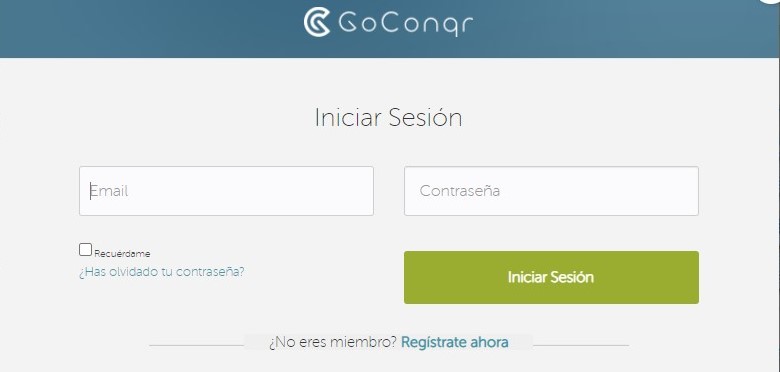 GoConqr
Iniciar Sesión
Email
Contraseña
Recuérdame
¿Has olvidado tu contraseña?
Iniciar Sesión
¿No eres miembro? Regístrate ahora